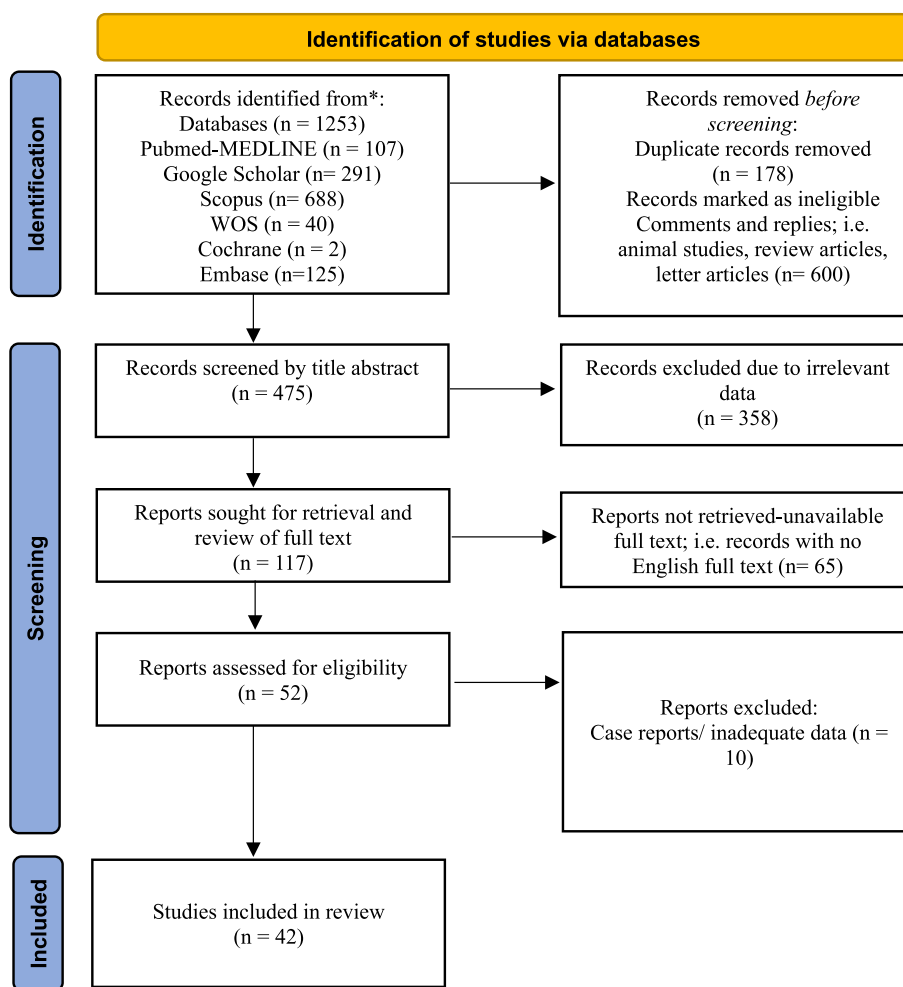 Identification of studies via databases
Identification
Records identified from*:
Databases (n = 1253)
Pubmed-MEDLINE (n = 107)
Google Scholar (n= 291)
Scopus (n = 688)
WOS (n = 40)
Cochrane (n = 2)
Embase (n=125)
Records removed before
screening:
Duplicate records removed
(n = 178)
Records marked as ineligible
Comments and replies; i.e.
animal studies, review articles,
letter articles (n= 600)
Screening
Records screened by title abstract
(n = 475)
Records excluded due to irrelevant
data
(n = 358)
Reports sought for retrieval and
review of full text
(n = 117)
Reports not retrieved-unavailable
full text; i.e. records with no
English full text (n= 65)
Reports assessed for eligibility
(n = 52)
Reports excluded:
Case reports/ inadequate data (n =
10)
Included
Studies included in review
(n = 42)